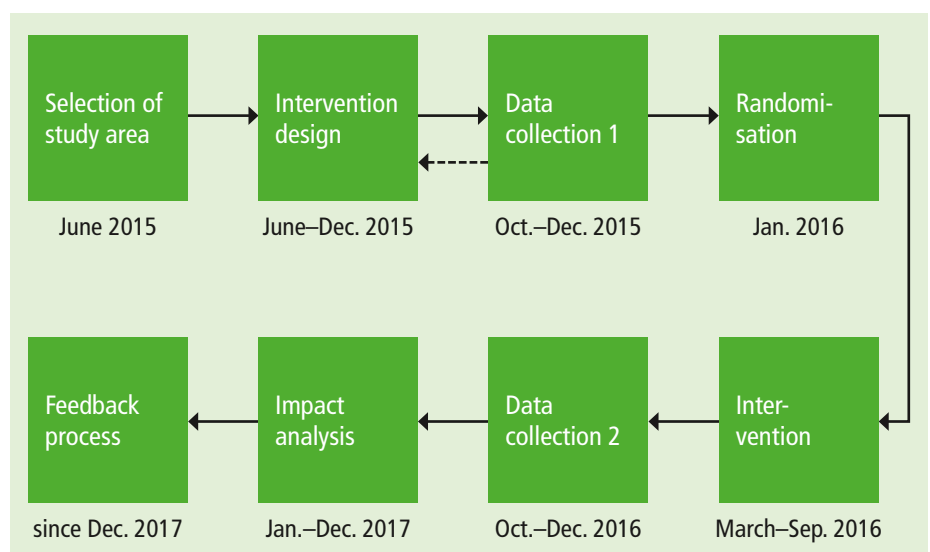 Selection of
study area
Intervention
design
Data
collection 1
Randomi-
sation
June 2015
June–Dec. 2015
Oct.–Dec. 2015
Jan. 2016
Feedback
process
Impact
analysis
Data
collection 2
Inter-
vention
since Dec. 2017
Jan.–Dec. 2017
Oct.–Dec. 2016
March–Sep. 2016